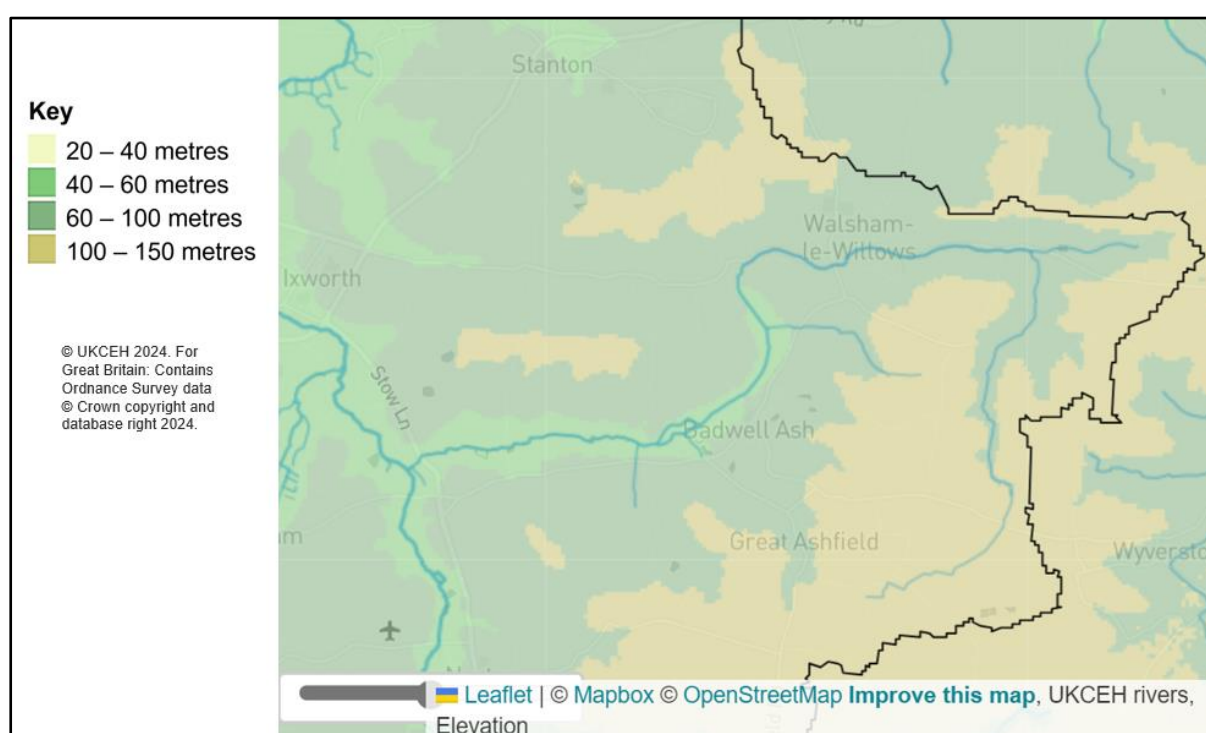 Key
20 – 40 metres
40 – 60 metres
60 – 100 metres
100 – 150 metres
© UKCEH 2024. For
Great Britain: Contains
Ordnance Survey data
© Crown copyright and
database right 2024.
Stanton
Walsham-
le-Willows
Ixworth
Stow Ln
Badwell Ash
Great Ashfield
Wyversto
Leaflet | © Mapbox © OpenStreetMap Improve this map, UKCEH rivers,
Elevation